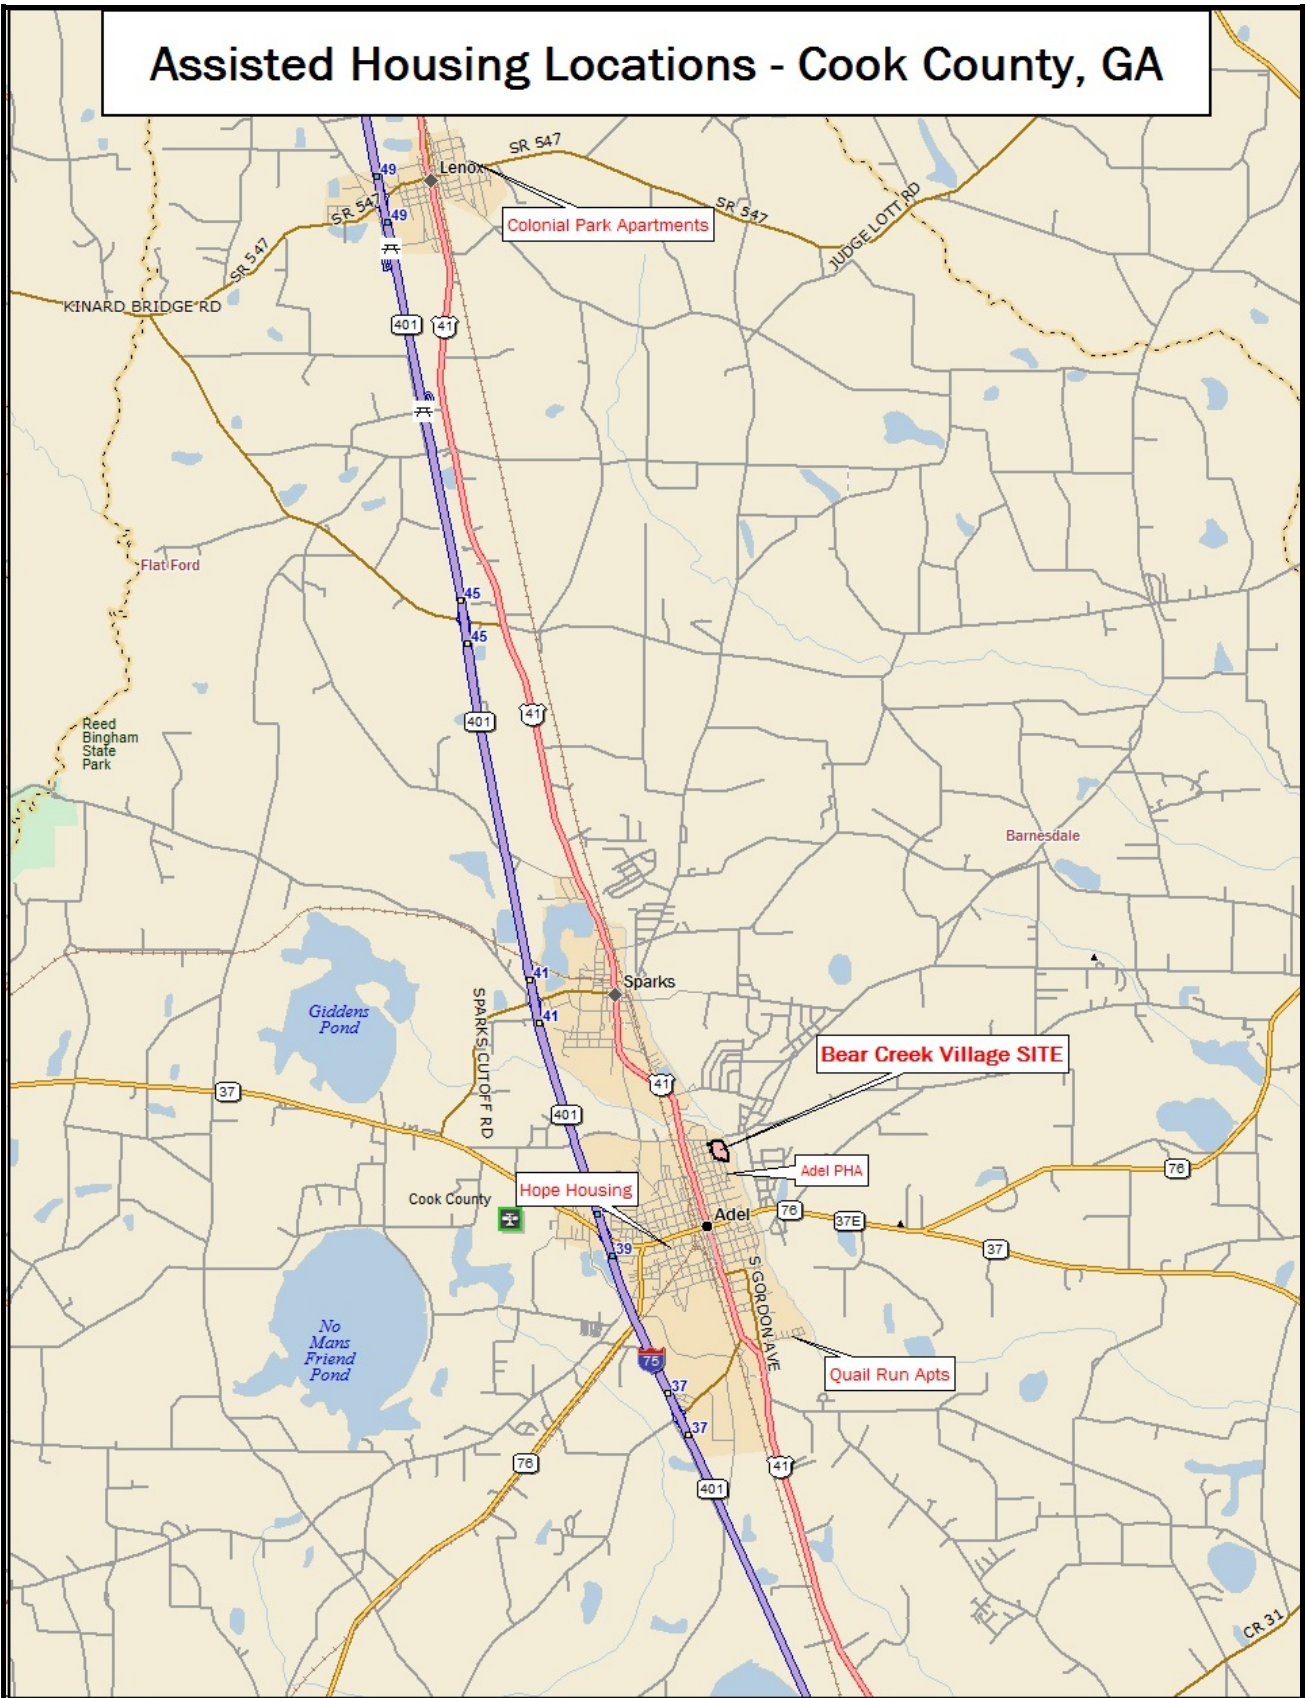 Assisted Housing Locations - Cook County, GA
SR 547
49
Lenox
SR 547
49
Colonial Park Apartments
SR 547
JUDGE LOTT RD
SR 547
KINARD BRIDGE RD
401
41
Flat Ford
45
45
401
41
Reed
Bingham
State
Park
Barnesdale
41
Sparks
SPARKS CUTOFF RD
41
Giddens
Pond
Bear Creek Village SITE
41
37
401
Adel PHA
76
Hope Housing
Cook County
Adel
76
37E
39
37
S GORDON AVE
No
Mans
Friend
Pond
75
Quail Run Apts
37
37
76
41
401
CR 31